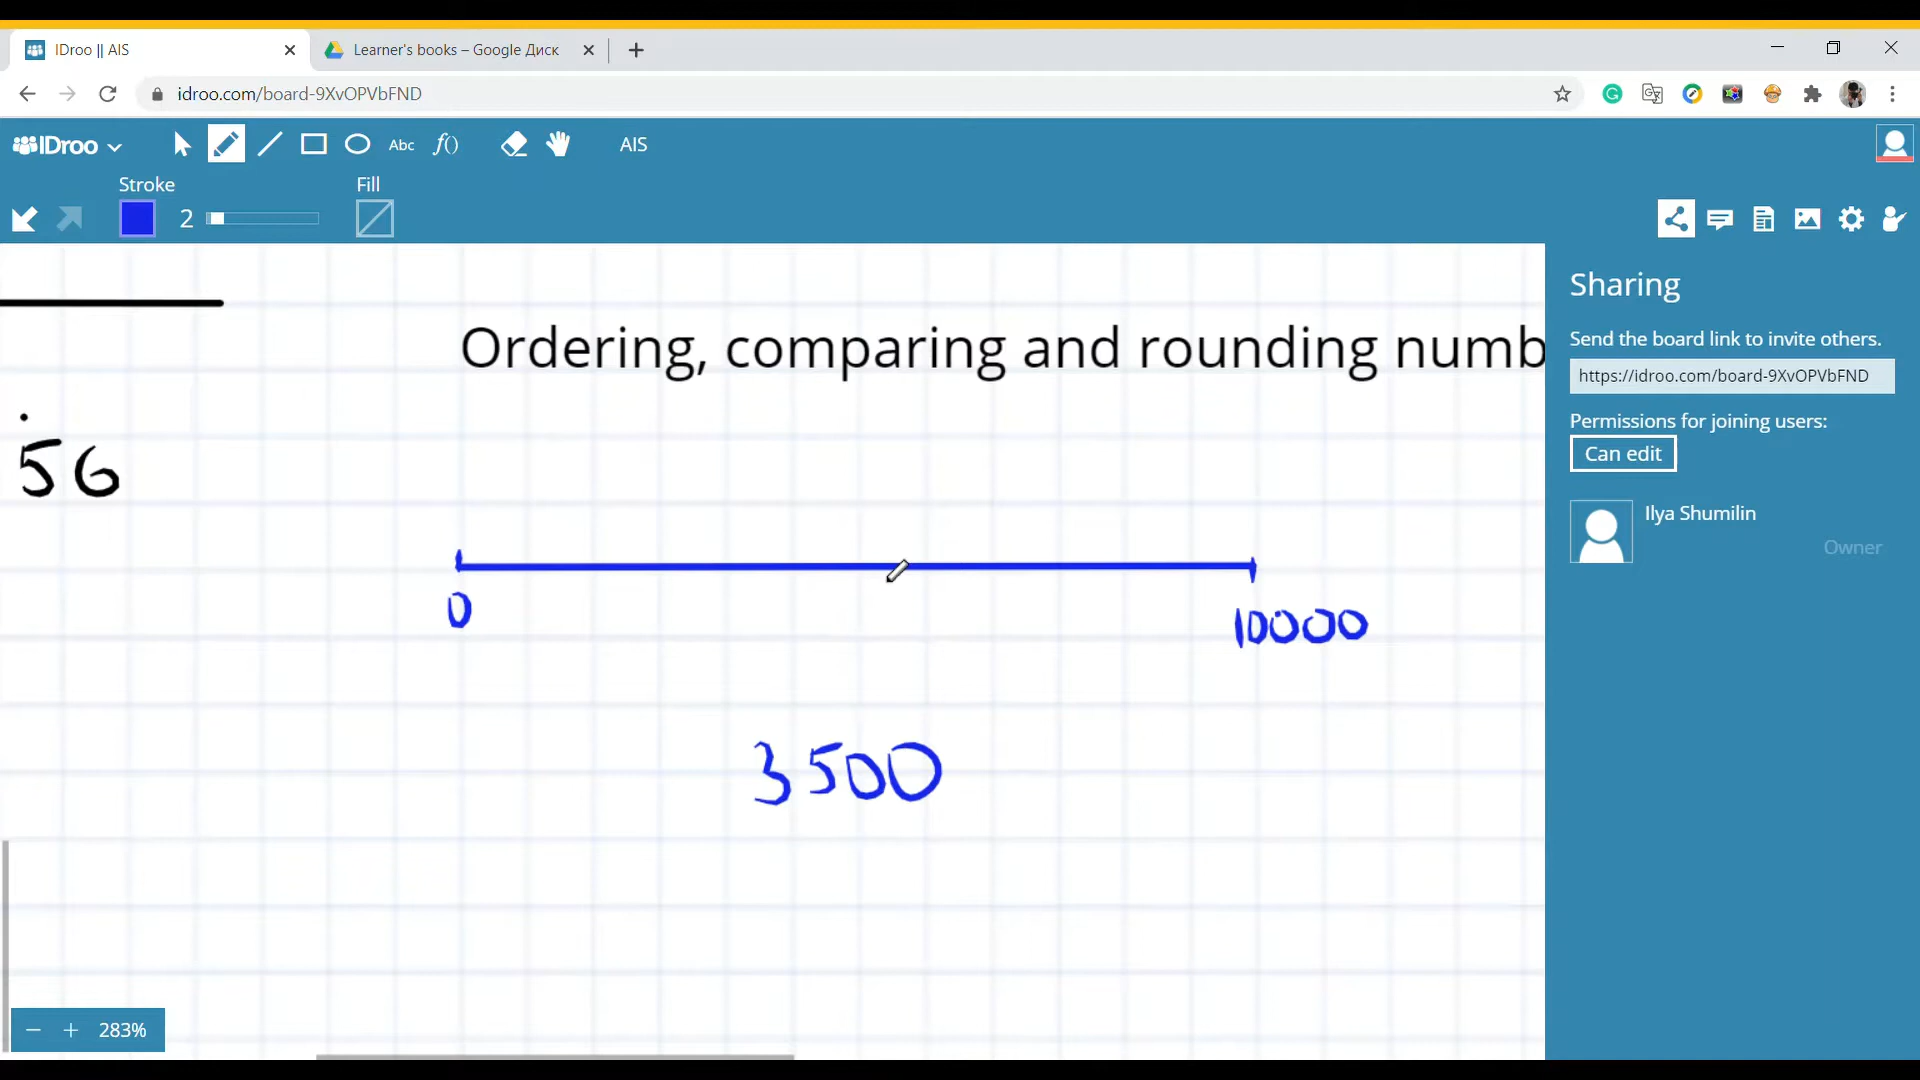 IDroo || AIS
Learner's books – Google Диск
idroo.com/board-9XvOPVbFND
IDroo
Abc
f()
AIS
Stroke
2
Fill
Sharing
Send the board link to invite others.
https://idroo.com/board-9XvOPVbFND
Permissions for joining users:
Can edit
Ilya Shumilin
Owner
Ordering, comparing and rounding numb
56
0
10000
3500
283%